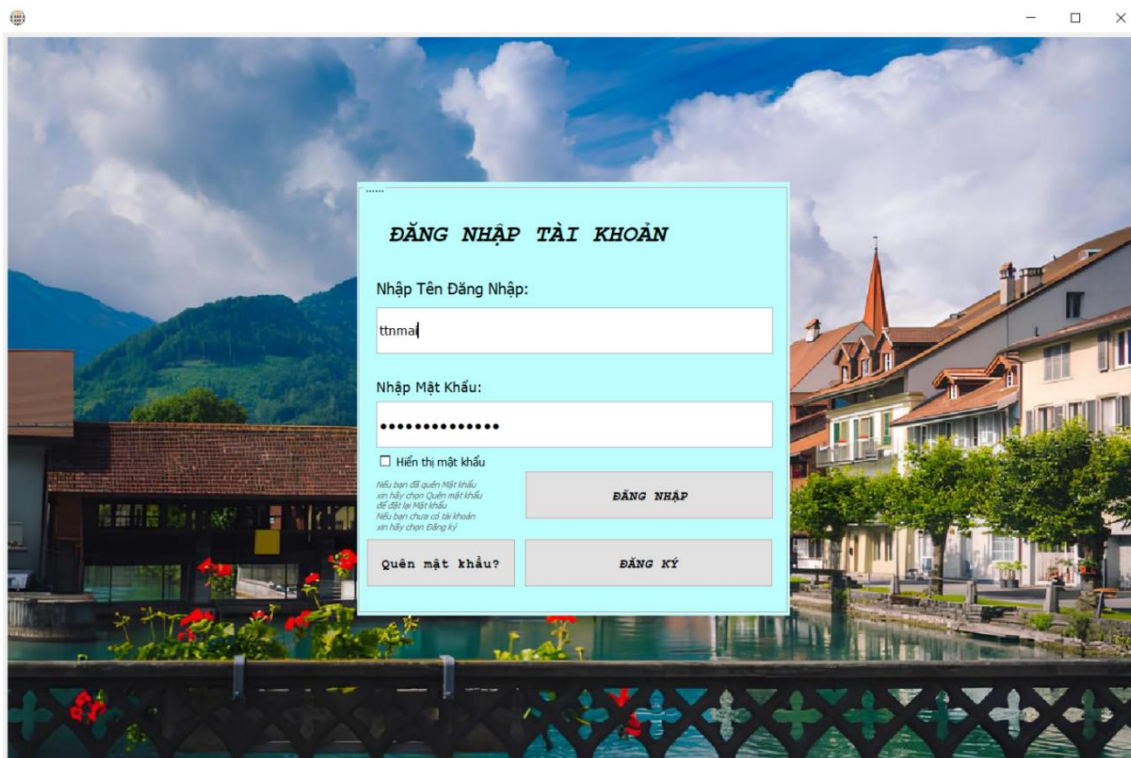 ......
ĐĂNG NHẬP TÀI KHOẢN
Nhập Tên Đăng Nhập:
ttnmai
Nhập Mật Khẩu:
••••••••••••••
Hiển thị mật khẩu
Nếu bạn đã quên Mật khẩu
xin hãy chọn Quên mật khẩu
để đặt lại Mật khẩu
Nếu bạn chưa có tài khoản
xin hãy chọn Đăng ký
ĐĂNG NHẬP
Quên mật khẩu?
ĐĂNG KÝ